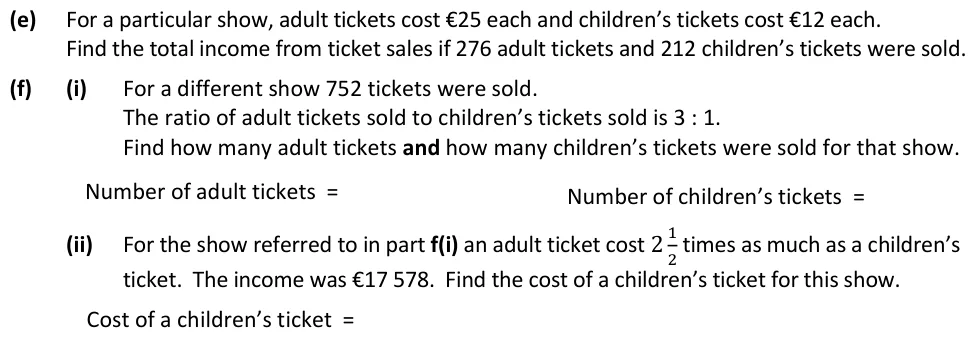 (e) For a particular show, adult tickets cost €25 each and children’s tickets cost €12 each.
Find the total income from ticket sales if 276 adult tickets and 212 children’s tickets were sold.
(f) (i) For a different show 752 tickets were sold.
The ratio of adult tickets sold to children’s tickets sold is 3 : 1.
Find how many adult tickets and how many children’s tickets were sold for that show.
Number of adult tickets = Number of children’s tickets =
(ii) For the show referred to in part f(i) an adult ticket cost 2 1/2 times as much as a children’s
ticket. The income was €17 578. Find the cost of a children’s ticket for this show.
Cost of a children’s ticket =